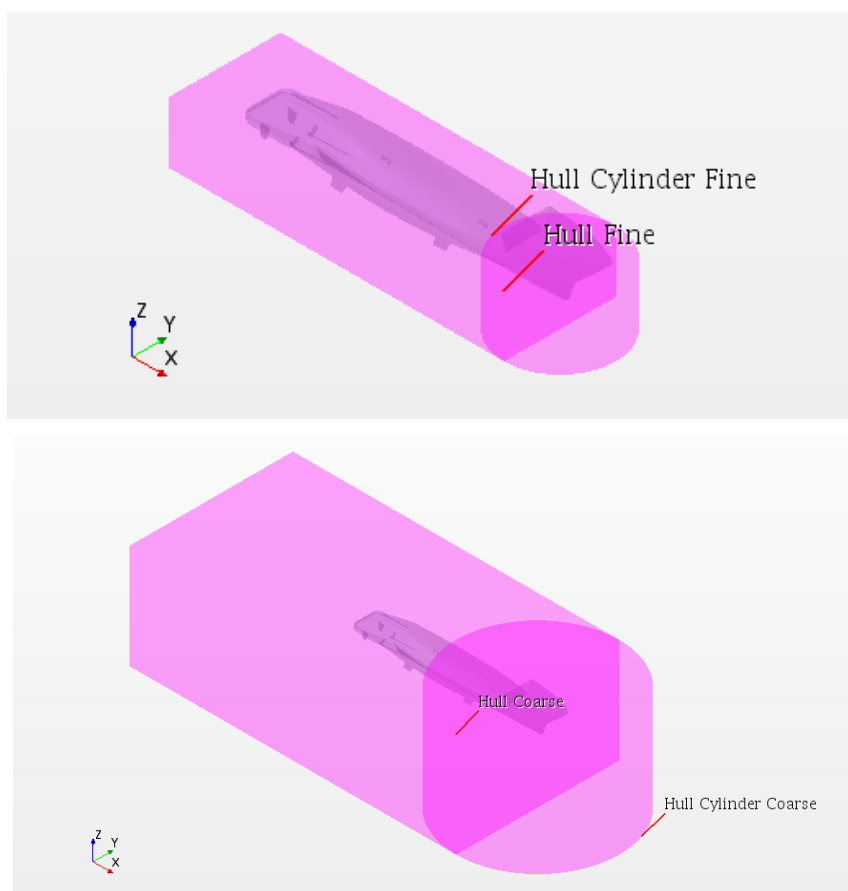 Hull Cylinder Fine
Hull Fine
Z
Y
X
Hull Coarse
Hull Cylinder Coarse
Z
Y
X